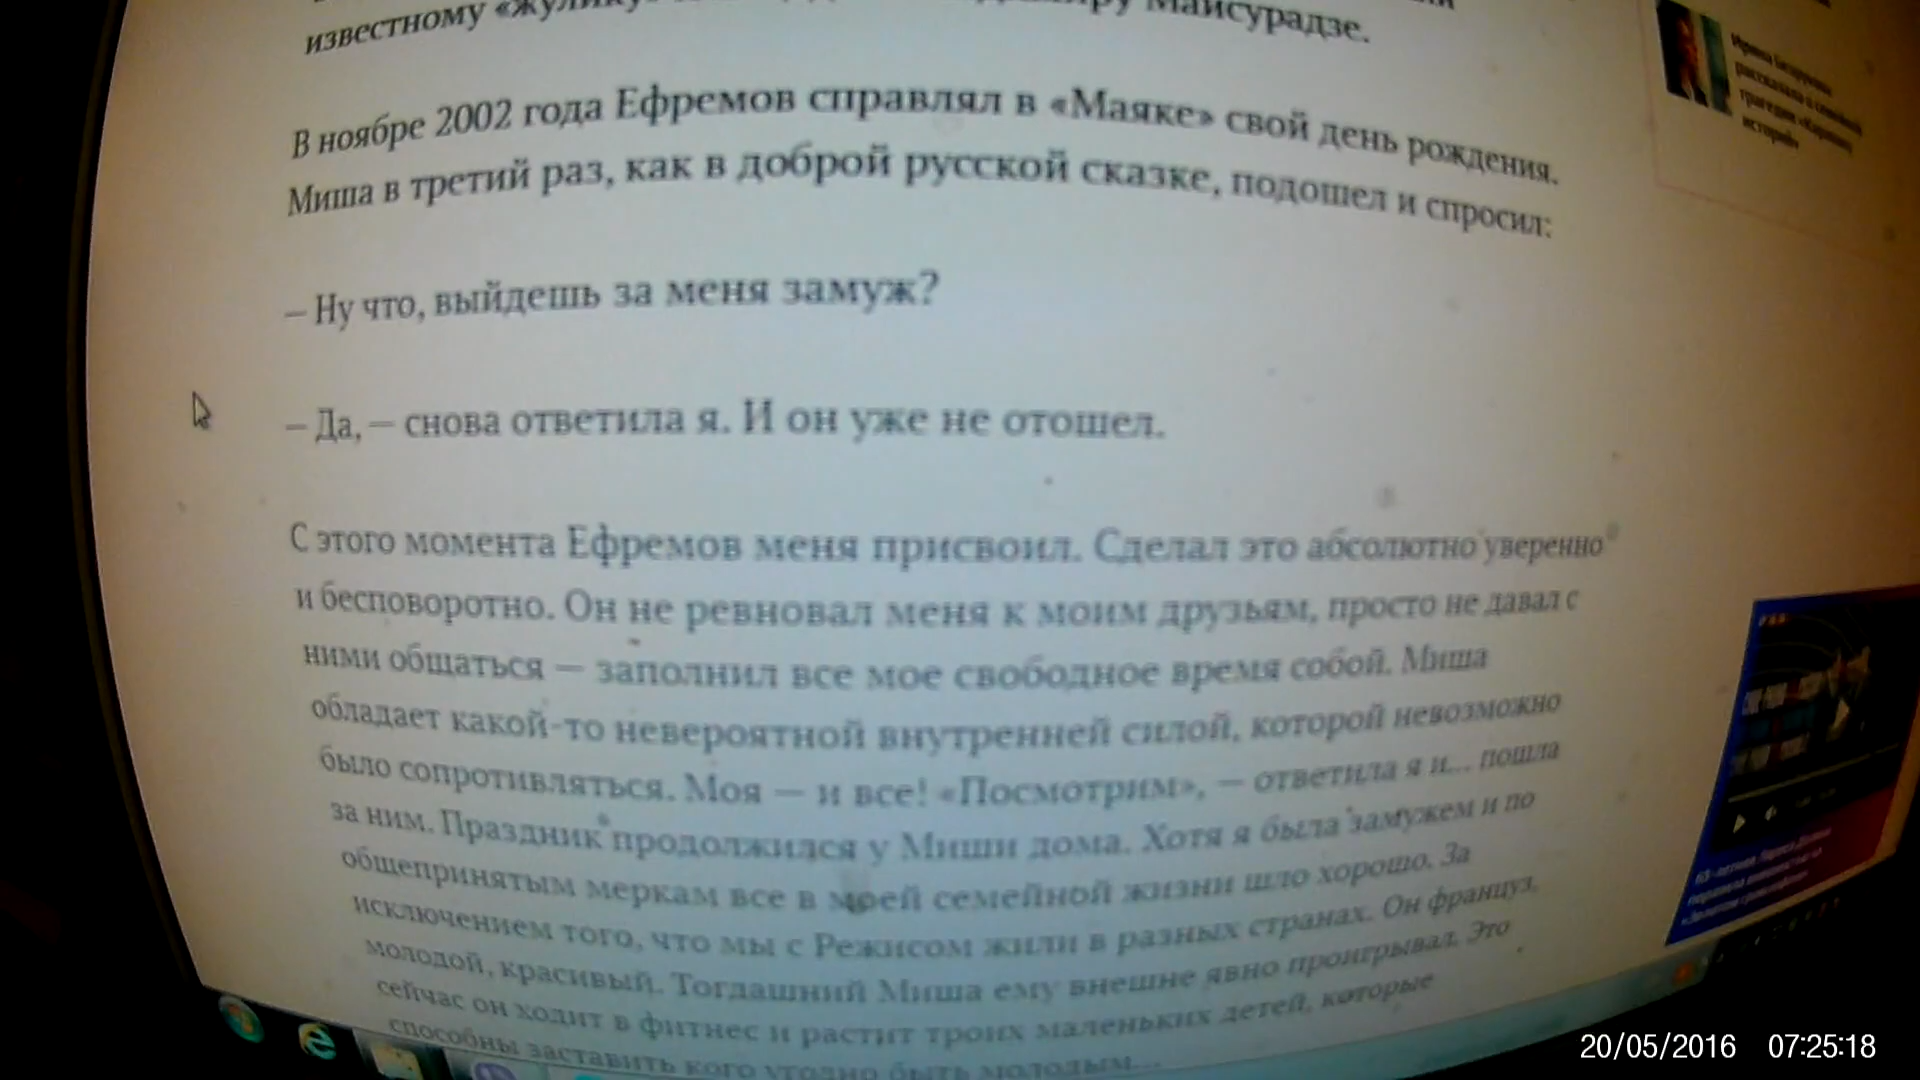 известному «жулику» Майсурадзе.
В ноябре 2002 года Ефремов справлял в «Маяке» свой день рождения.
Миша в третий раз, как в доброй русской сказке, подошел и спросил:
– Ну что, выйдешь за меня замуж?
– Да, — снова ответила я. И он уже не отошел.
С этого момента Ефремов меня присвоил. Сделал это абсолютно уверенно
и бесповоротно. Он не ревновал меня к моим друзьям, просто не давал с
ними общаться — заполнил все мое свободное время собой. Миша
обладает какой-то невероятной внутренней силой, которой невозможно
было сопротивляться. Моя — и все! «Посмотрим», — ответила я и... пошла
за ним. Праздник продолжился у Миши дома. Хотя я была замужем и по
общепринятым меркам все в моей семейной жизни шло хорошо. За
исключением того, что мы с Режисом жили в разных странах. Он француз,
молодой, красивый. Тогдашний Миша ему внешне явно проигрывал. Это
сейчас он ходит в фитнес и растит троих маленьких детей, которые
способны заставить кого угодно быть молодым...
20/05/2016 07:25:18